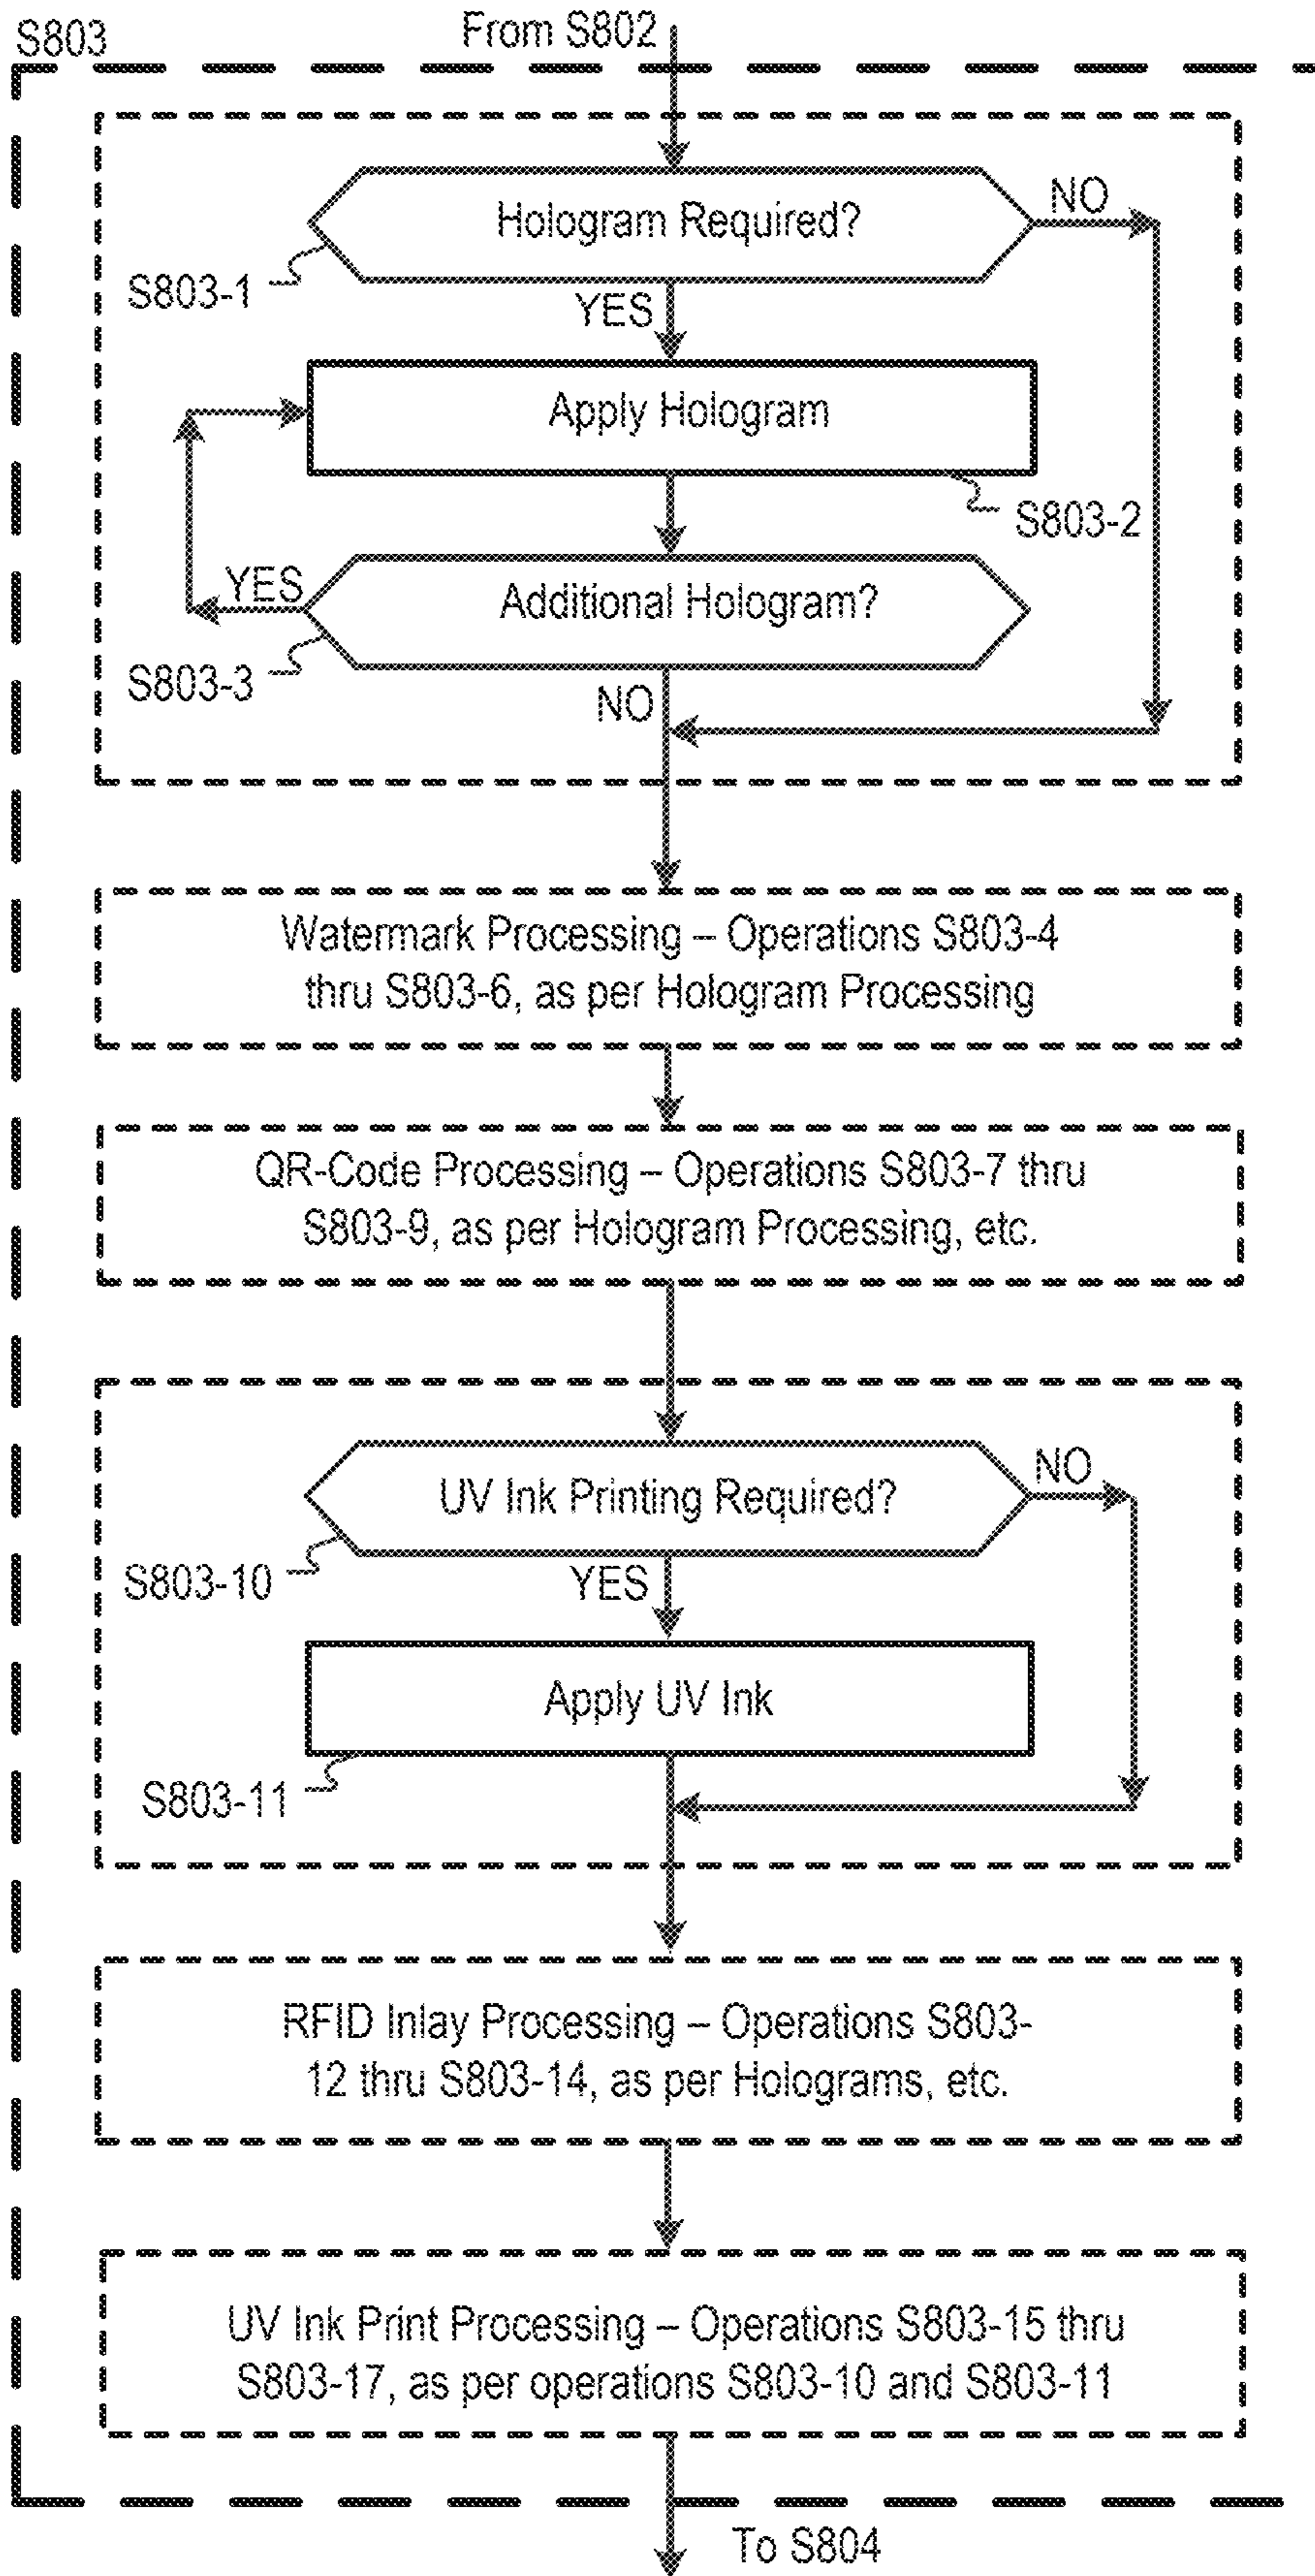 S803
From S802
Hologram Required?
NO
S803-1
YES
Apply Hologram
S803-2
YES
Additional Hologram?
S803-3
NO
Watermark Processing – Operations S803-4
thru S803-6, as per Hologram Processing
QR-Code Processing – Operations S803-7 thru
S803-9, as per Hologram Processing, etc.
UV Ink Printing Required?
NO
S803-10
YES
Apply UV Ink
S803-11
RFID Inlay Processing – Operations S803-
12 thru S803-14, as per Holograms, etc.
UV Ink Print Processing – Operations S803-15 thru
S803-17, as per operations S803-10 and S803-11
To S804